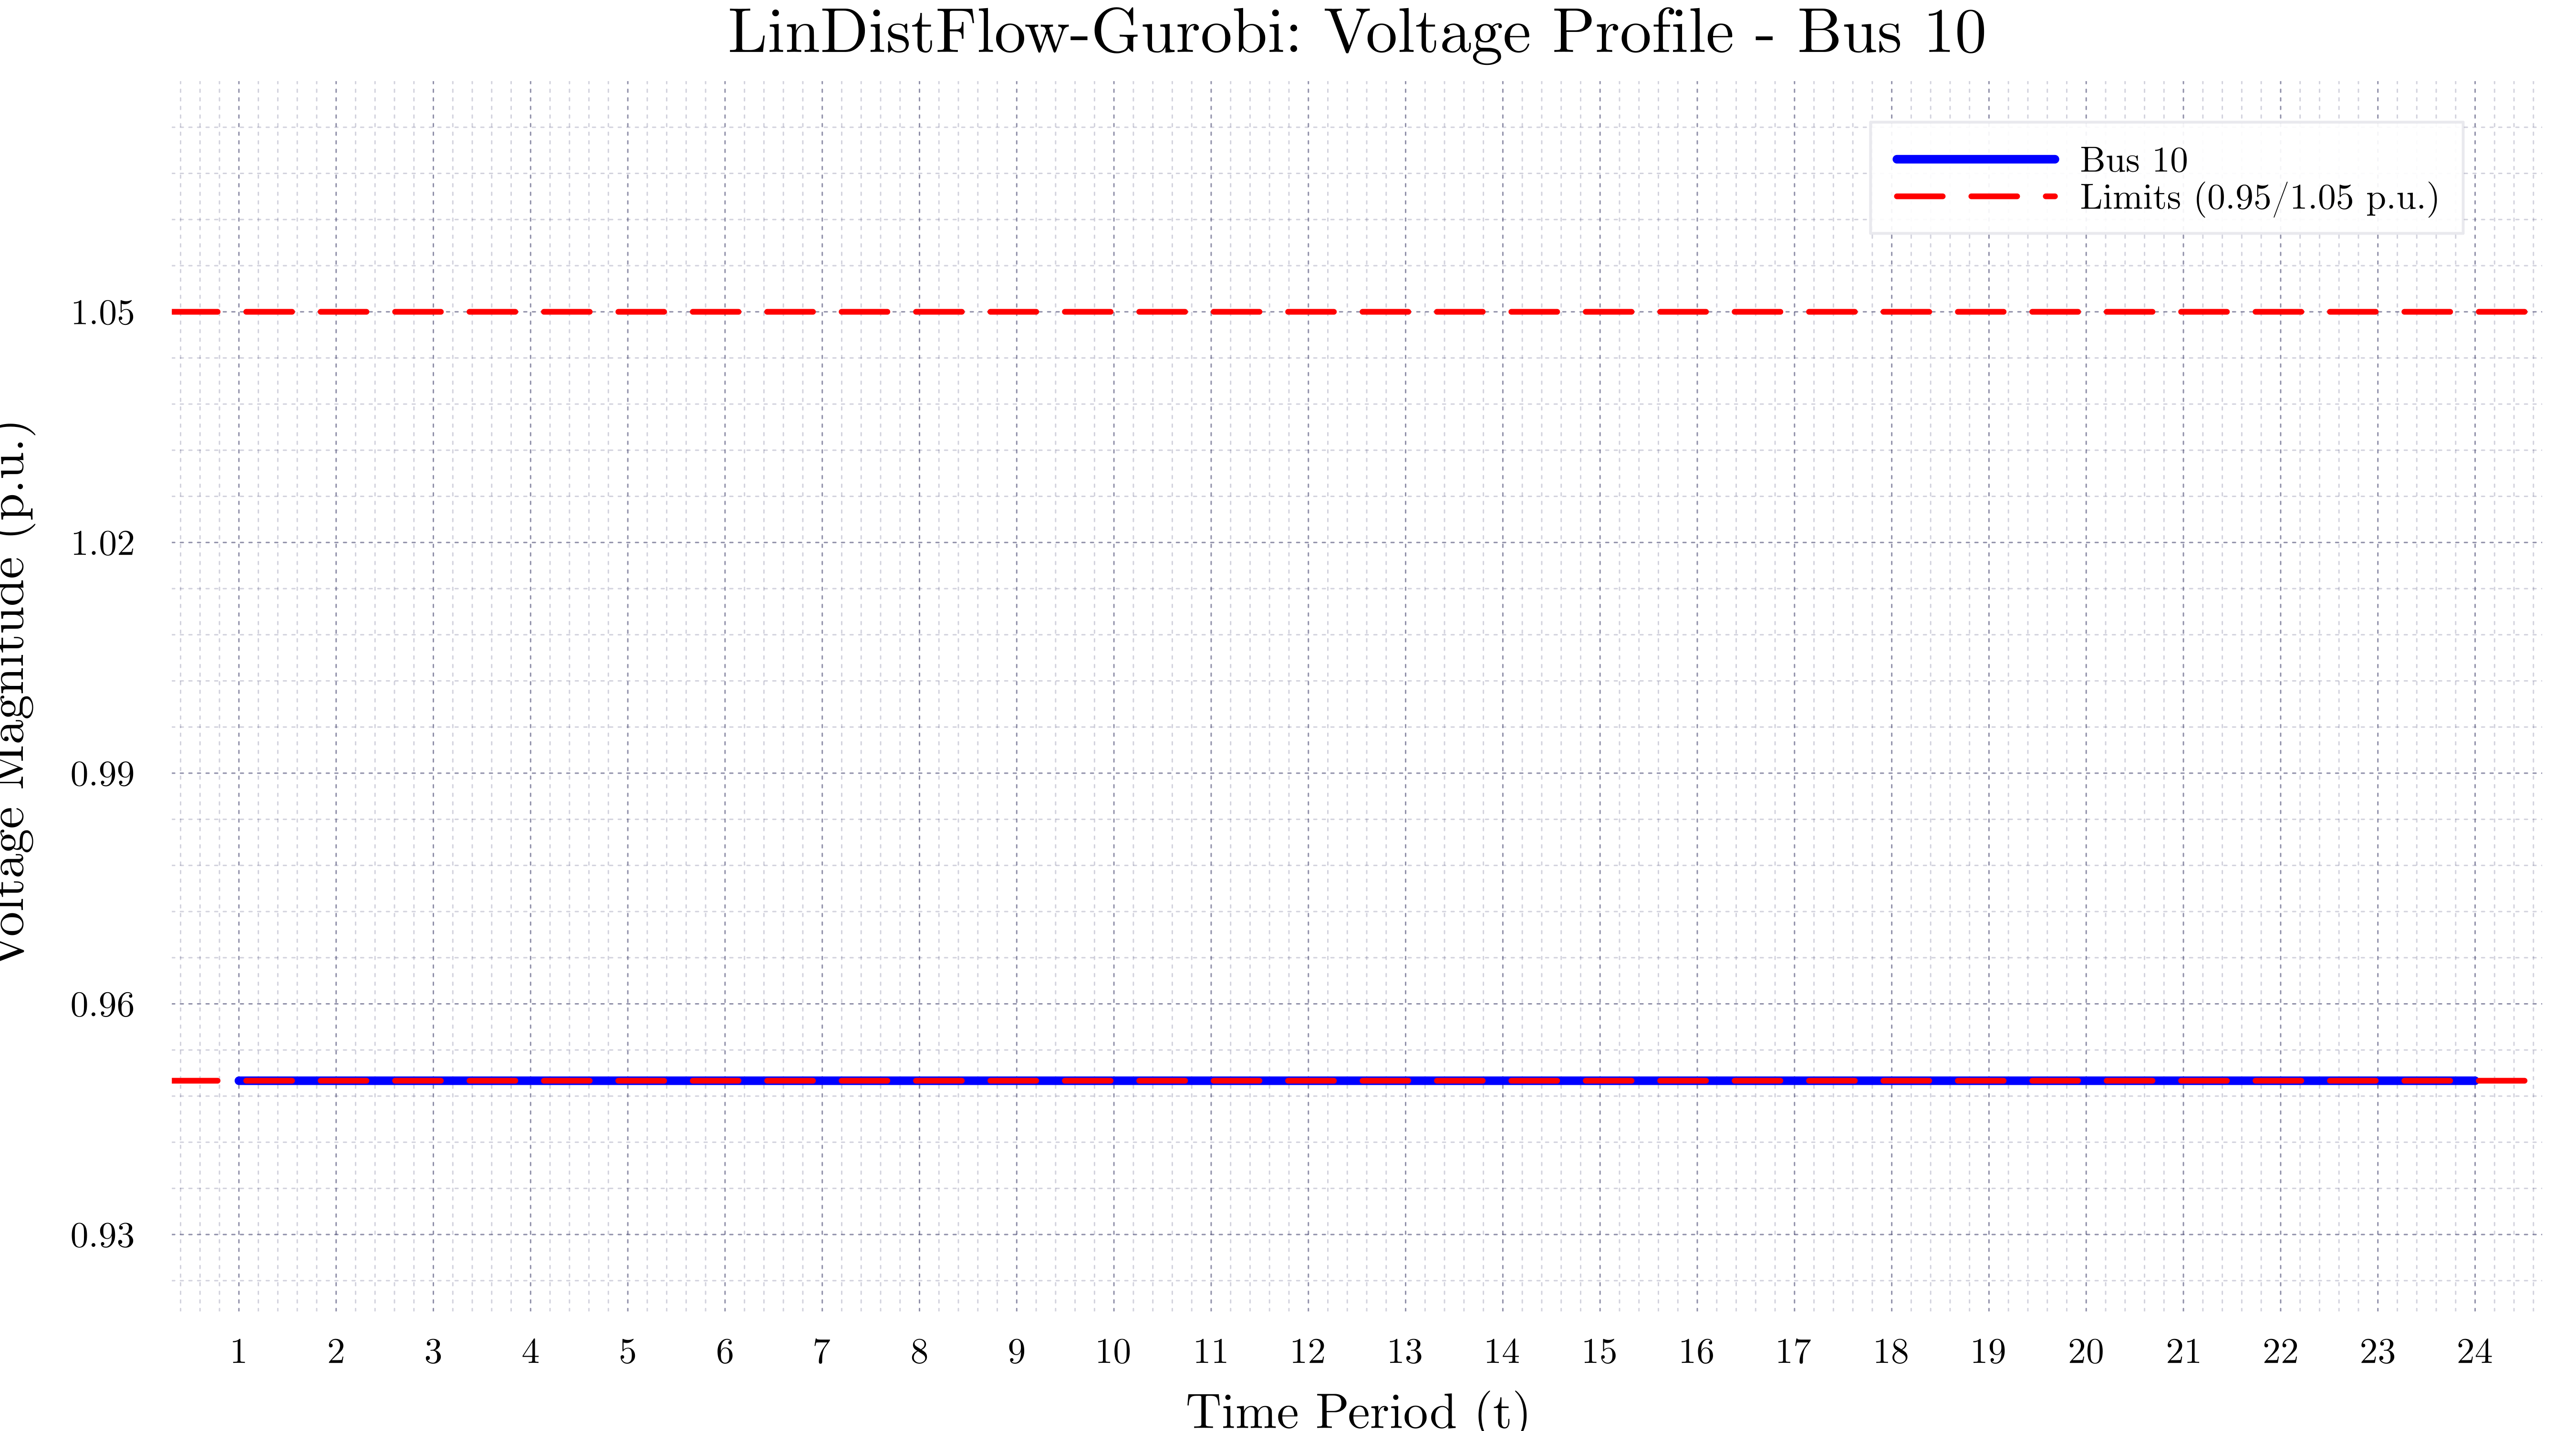 LinDistFlow-Gurobi: Voltage Profile - Bus 10
Bus 10
Limits (0.95/1.05 p.u.)
Voltage Magnitude (p.u.)
1.05
1.02
0.99
0.96
0.93
1 2 3 4 5 6 7 8 9 10 11 12 13 14 15 16 17 18 19 20 21 22 23 24
Time Period (t)